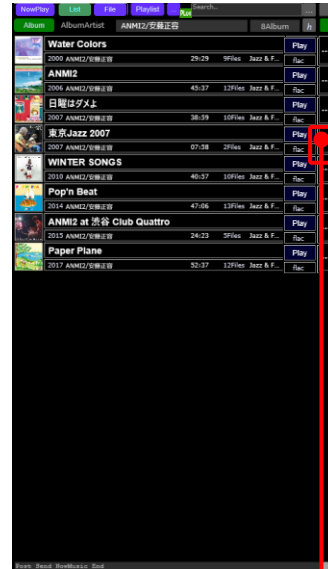 NowPlay List File Playlist ... Play Search... ...
Album AlbumArtist ANMI2/安藤正容 8Album h
Water Colors Play
2000 ANMI2/安藤正容 29:29 9Files Jazz & F... flac
ANMI2 Play
2006 ANMI2/安藤正容 45:37 12Files Jazz & F... flac
日曜はダメよ Play
2007 ANMI2/安藤正容 38:59 10Files Jazz & F... flac
東京Jazz 2007 Play
2007 ANMI2/安藤正容 07:58 2Files Jazz & F... flac
WINTER SONGS Play
2010 ANMI2/安藤正容 40:37 10Files Jazz & F... flac
Pop'n Beat Play
2014 ANMI2/安藤正容 47:06 13Files Jazz & F... flac
ANMI2 at 渋谷 Club Quattro Play
2015 ANMI2/安藤正容 24:23 5Files Jazz & F... flac
Paper Plane Play
2017 ANMI2/安藤正容 52:37 12Files Jazz & F... flac
Post Send NowMusic End